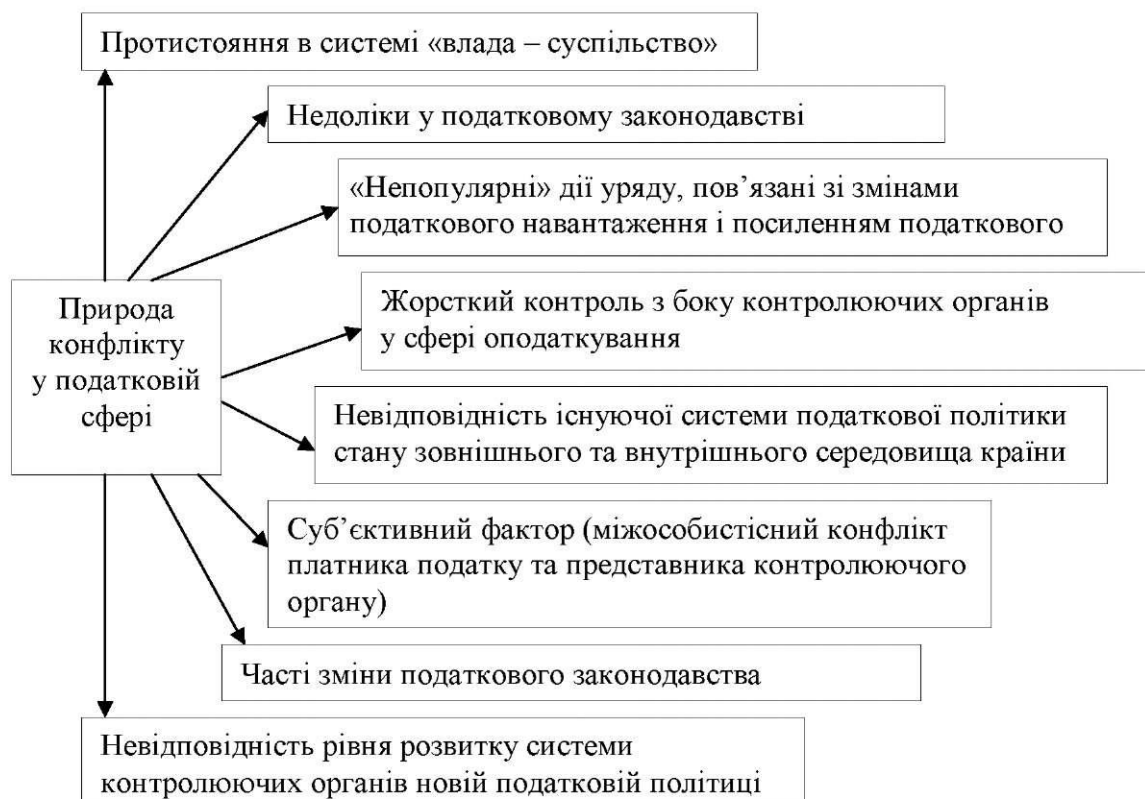 Протистояння в системі «влада – суспільство»
Недоліки у податковому законодавстві
«Непопулярні» дії уряду, пов’язані зі змінами
податкового навантаження і посиленням податкового
Природа
конфлікту
у податковій
сфері
Жорсткий контроль з боку контролюючих органів
у сфері оподаткування
Невідповідність існуючої системи податкової політики
стану зовнішнього та внутрішнього середовища країни
Суб’єктивний фактор (міжособистісний конфлікт
платника податку та представника контролюючого
органу)
Часті зміни податкового законодавства
Невідповідність рівня розвитку системи
контролюючих органів новій податковій політиці